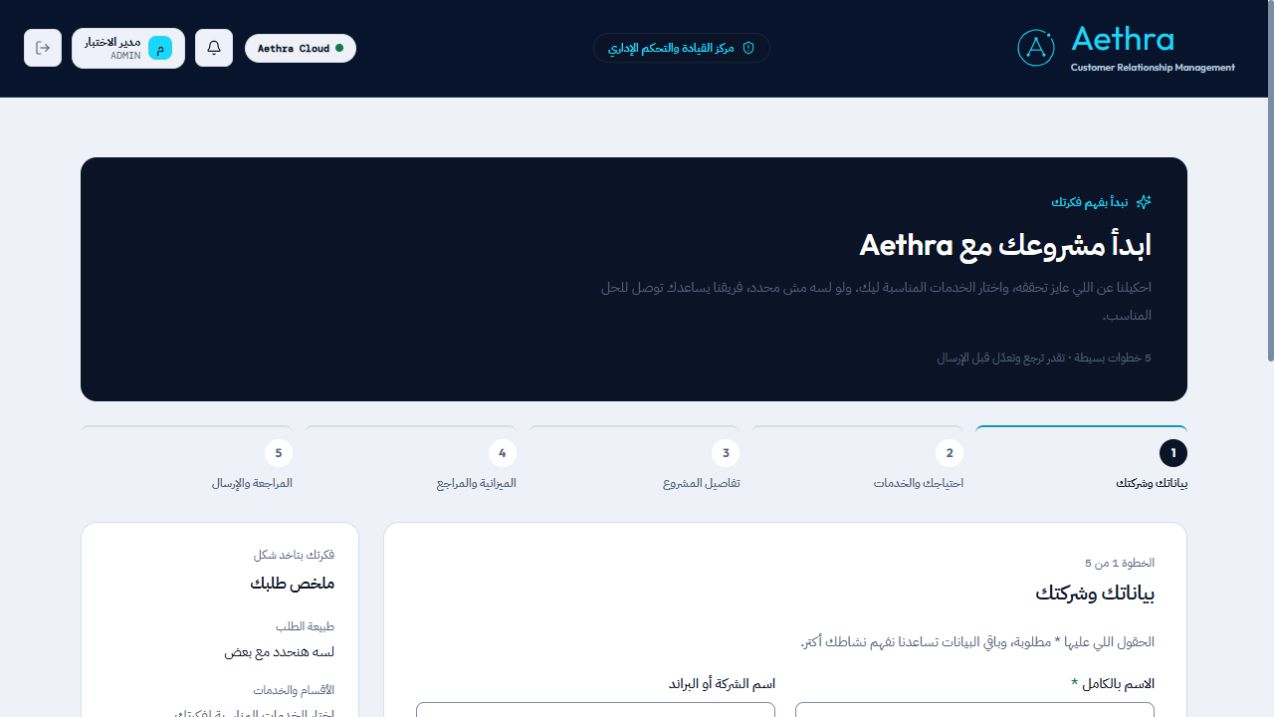 Aethra
Customer Relationship Management
مركز القيادة والتحكم الإداري
Aethra Cloud
م
مدير الاختبار
ADMIN
نبدأ بفهم فكرتك
ابدأ مشروعك مع Aethra
احكيلنا عن اللي عايز تحققه، واختار الخدمات المناسبة ليك. ولو لسه مش محدد، فريقنا يساعدك توصل للحل
المناسب.
5 خطوات بسيطة · تقدر ترجع وتعدّل قبل الإرسال
1
بياناتك وشركتك
2
احتياجك والخدمات
3
تفاصيل المشروع
4
الميزانية والمراجع
5
المراجعة والإرسال
الخطوة 1 من 5
بياناتك وشركتك
الحقول اللي عليها * مطلوبة، وباقي البيانات تساعدنا نفهم نشاطك أكتر.
الاسم بالكامل *
اسم الشركة أو البراند
فكرتك بتاخد شكل
ملخص طلبك
طبيعة الطلب
لسه هنحدد مع بعض
الأقسام والخدمات
اختار الخدمات المناسبة لفكرتك